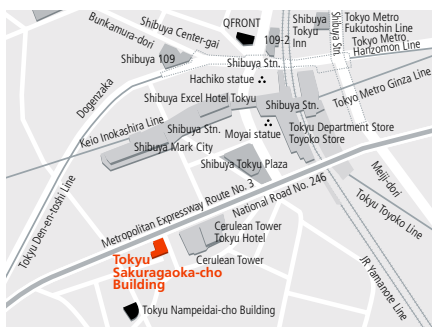 Shibuya Center-gai
Bunkamura-dori
QFRONT
109-2
Shibuya
Tokyu
Inn
Shibuya Stn.
Tokyo Metro
Fukutoshin Line
Tokyo Metro
Hanzomon Line
Shibuya 109
Shibuya Stn.
Hachiko statue
Dogenzaka
Shibuya Excel Hotel Tokyu
Shibuya Stn.
Tokyo Metro Ginza Line
Keio Inokashira Line
Shibuya Stn.
Moyai statue
Tokyu Department Store
Toyoko Store
Shibuya Mark City
Shibuya Tokyu Plaza
Meiji-dori
Metropolitan Expressway Route No. 3
National Road No. 246
Tokyu Toyoko Line
Tokyu Den-en-toshi Line
Cerulean Tower
Tokyu Hotel
Cerulean Tower
JR Yamanote Line
Tokyu
Sakuragaoka-cho
Building
Tokyu Nampeidai-cho Building